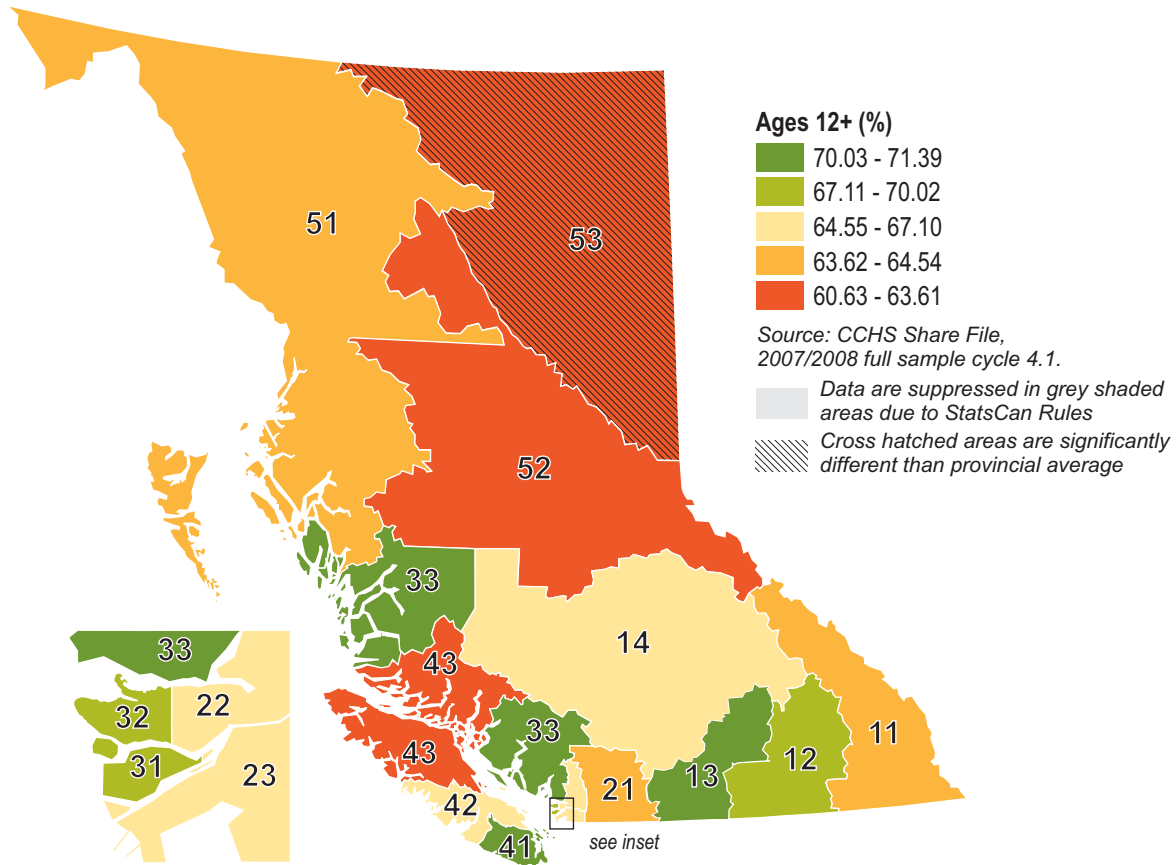 Ages 12+ (%)
70.03 - 71.39
67.11 - 70.02
64.55 - 67.10
63.62 - 64.54
60.63 - 63.61
Source: CCHS Share File,
2007/2008 full sample cycle 4.1.
Data are suppressed in grey shaded
areas due to StatsCan Rules
Cross hatched areas are significantly
different than provincial average
51
53
52
33
14
43
33
43
42
41
21
13
12
11
see inset
33
32
22
31
23